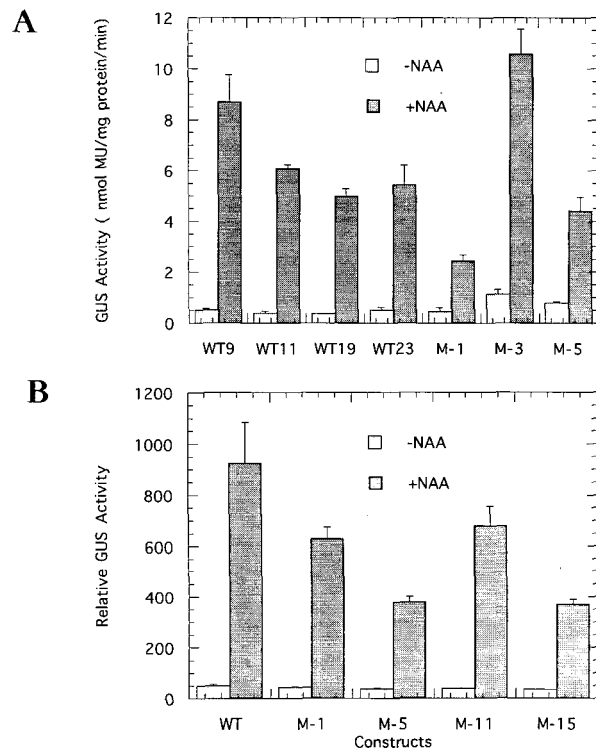 A
GUS Activity ( nmol MU/mg protein/min)
12
10
8
6
4
2
0
-NAA
+NAA
WT9 WT11 WT19 WT23 M-1 M-3 M-5
B
Relative GUS Activity
1200
1000
800
600
400
200
0
-NAA
+NAA
WT M-1 M-5 M-11 M-15
Constructs